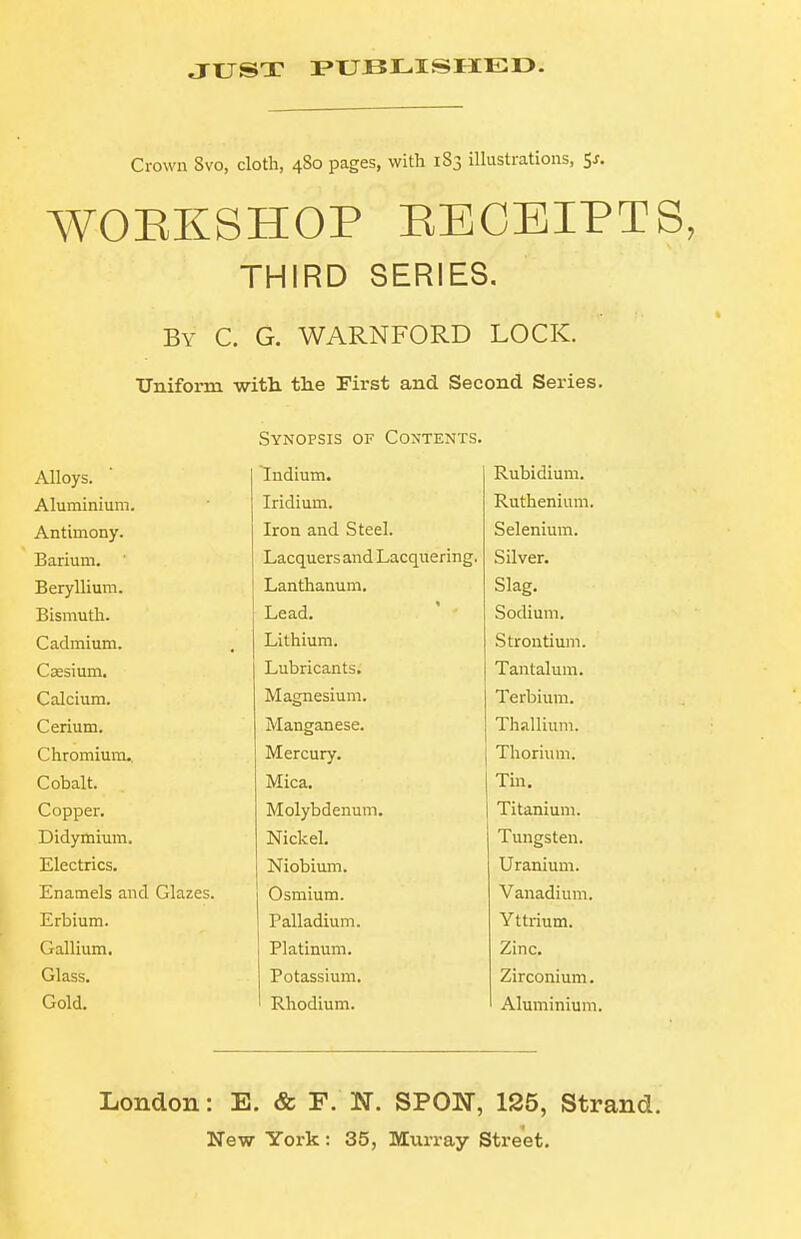 JUST PUBLISHED.
Crown 8vo, cloth, 480 pages, with 183 illustrations, 5s.
WORKSHOP RECEIPTS,
THIRD SERIES.
By C. G. WARNFORD LOCK.
Uniform with the First and Second Series.
Synopsis of Contents.
Alloys.
Aluminium.
Antimony.
Barium.
Beryllium.
Bismuth.
Cadmium.
Cæsium.
Calcium.
Cerium.
Chromium.
Cobalt.
Copper.
Didymium.
Electrics.
Enamels and Glazes.
Erbium.
Gallium.
Glass.
Gold.
Indium.
Iridium.
Iron and Steel.
Lacquers and Lacquering.
Lanthanum.
Lead.
Lithium.
Lubricants.
Magnesium.
Manganese.
Mercury.
Mica.
Molybdenum.
Nickel.
Niobium.
Osmium.
Palladium.
Platinum.
Potassium.
Rhodium.
Rubidium.
Ruthenium.
Selenium.
Silver.
Slag.
Sodium.
Strontium.
Tantalum.
Terbium.
Thallium.
Thorium.
Tin.
Titanium.
Tungsten.
Uranium.
Vanadium.
Yttrium.
Zinc.
Zirconium.
Aluminium.
London: E. & F. N. SPON, 125, Strand.
New York: 35, Murray Street.